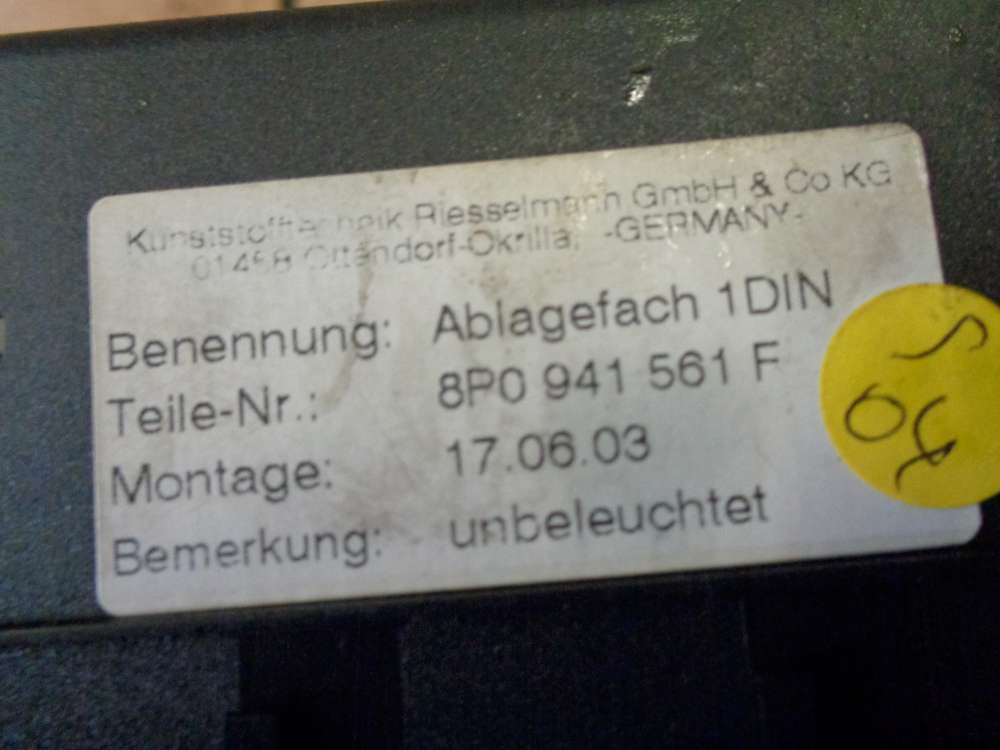 Kunststofftechnik Riesselmann GmbH & Co KG
01458 Ottendorf-Okrilla, -GERMANY-
Benennung: Ablagefach 1DIN
Teile-Nr.: 8P0 941 561 F
Montage: 17.06.03
Bemerkung: unbeleuchtet